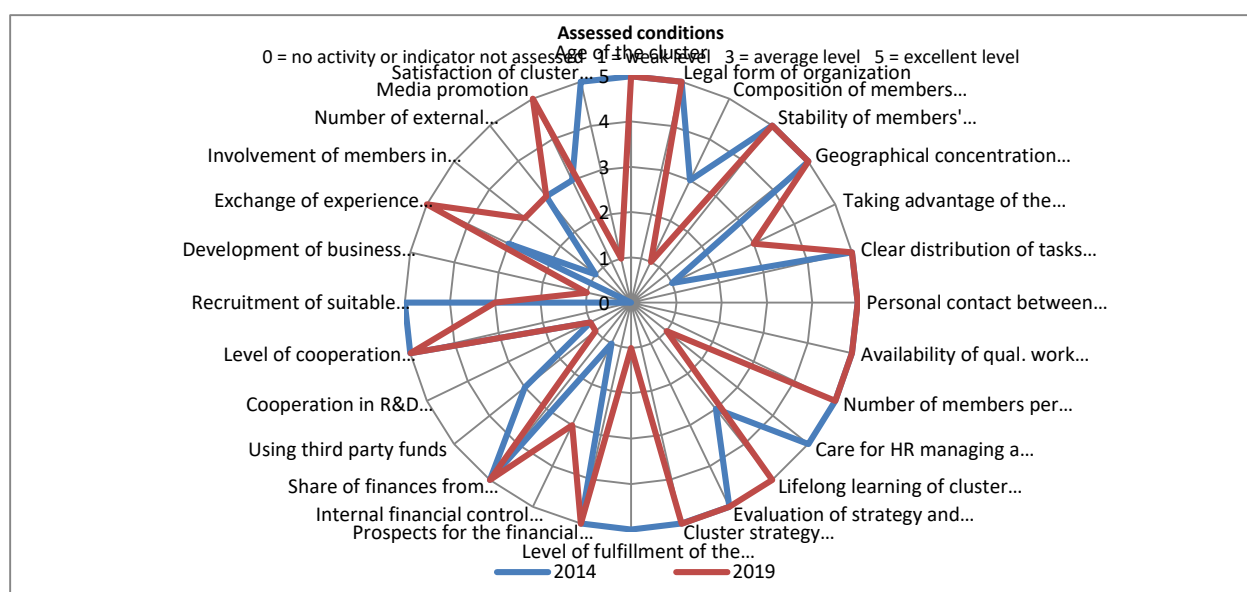 Assessed conditions
0 = no activity or indicator not assessed 1 = weak level 3 = average level 5 = excellent level
Age of the cluster
Legal form of organization
Composition of members...
Stability of members'...
Geographical concentration...
Taking advantage of the...
Clear distribution of tasks...
Personal contact between...
Availability of qual. work...
Number of members per...
Care for HR managing a...
Lifelong learning of cluster...
Evaluation of strategy and...
Cluster strategy...
Level of fulfillment of the...
Prospects for the financial...
Internal financial control...
Share of finances from...
Using third party funds
Cooperation in R&D...
Level of cooperation...
Recruitment of suitable...
Development of business...
Exchange of experience...
Involvement of members in...
Number of external...
Media promotion
Satisfaction of cluster...
5
4
3
2
1
0
2014 2019